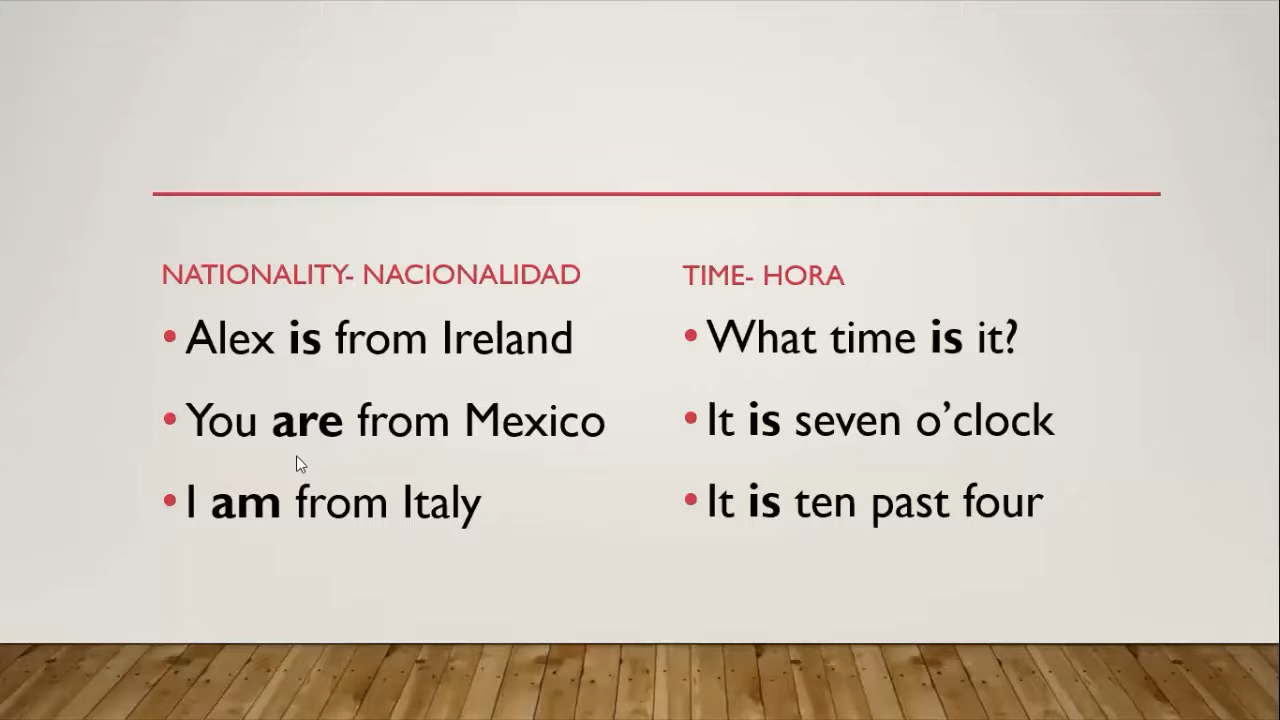 NATIONALITY- NACIONALIDAD
• Alex is from Ireland
• You are from Mexico
• I am from Italy
TIME- HORA
• What time is it?
• It is seven o’clock
• It is ten past four